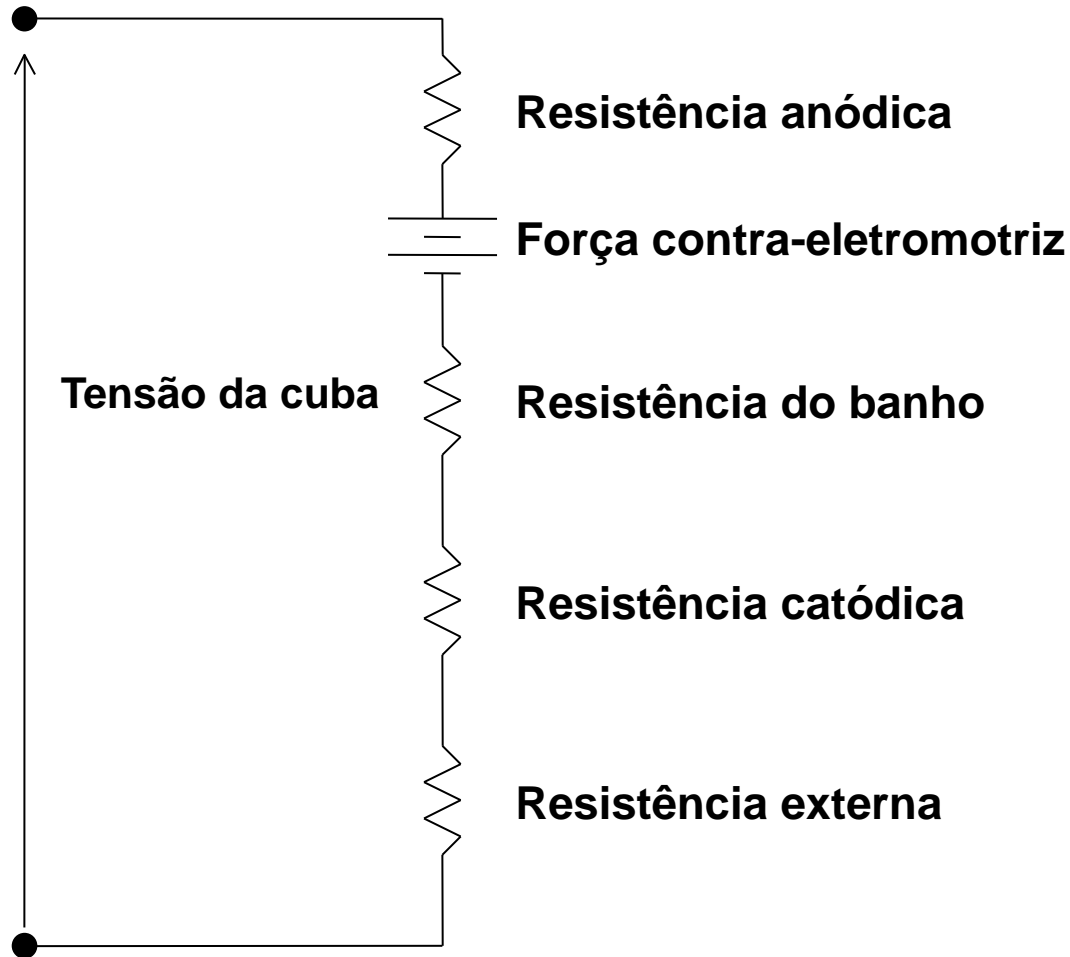 Resistência anódica
Força contra-eletromotriz
Tensão da cuba
Resistência do banho
Resistência catódica
Resistência externa